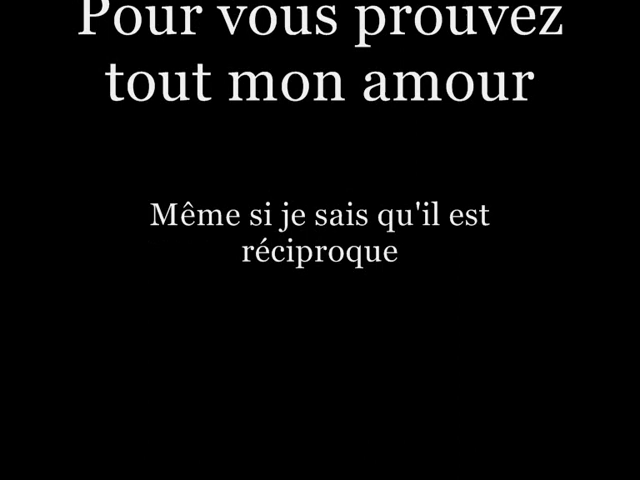 Pour vous prouvez
tout mon amour
Même si je sais qu'il est
réciproque